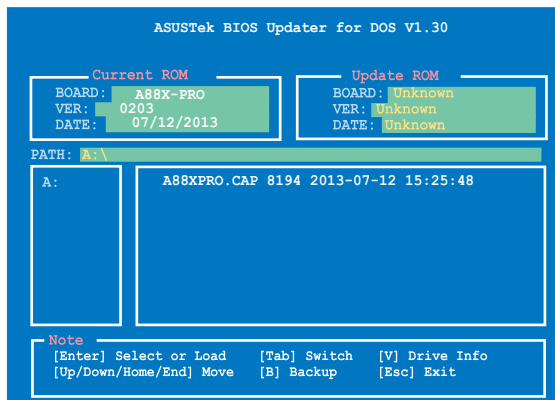 ASUSTek BIOS Updater for DOS V1.30
Current ROM
BOARD: A88X-PRO
VER: 0203
DATE: 07/12/2013
Update ROM
BOARD: Unknown
VER: Unknown
DATE: Unknown
PATH: A:\
A:
A88XPRO.CAP 8194 2013-07-12 15:25:48
Note
[Enter] Select or Load [Tab] Switch [V] Drive Info
[Up/Down/Home/End] Move [B] Backup [Esc] Exit